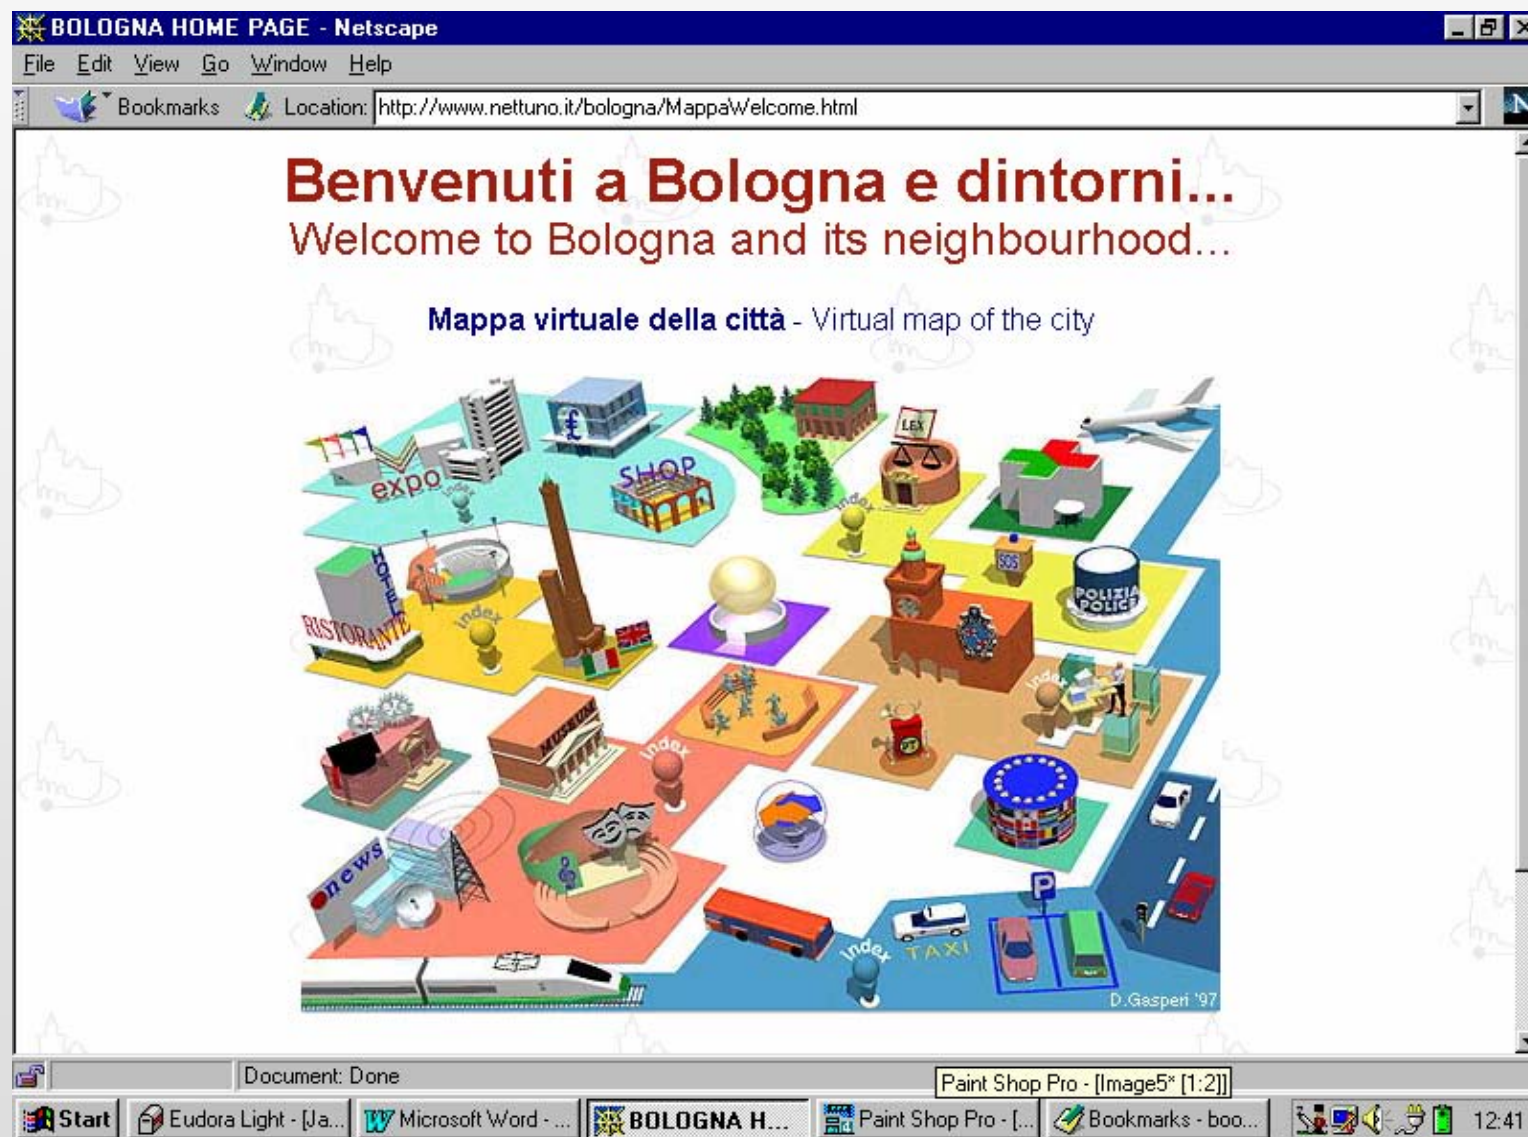 BOLOGNA HOME PAGE - Netscape
File Edit View Go Window Help
Bookmarks Location: http://www.nettuno.it/bologna/MappaWelcome.html N
Benvenuti a Bologna e dintorni...
Welcome to Bologna and its neighbourhood...
Mappa virtuale della città - Virtual map of the city
LEX
£
SHOP
expo
Index
Index
HOTEL
SOS
POLIZIA
POLICE
RISTORANTE
Index
Index
MUSEUM
PT
Index
news
P
Index
TAXI
D.Gasperi '97
Document: Done
Paint Shop Pro - [Image5* [1:2]]
Start Eudora Light - [Ja... Microsoft Word - ... BOLOGNA H... Paint Shop Pro - [... Bookmarks - boo... 12:41